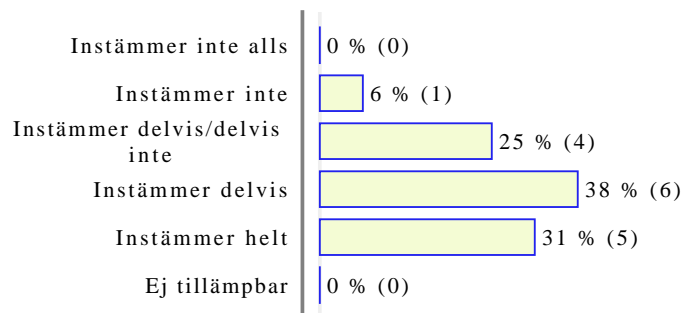 Instämmer inte alls 0 % (0)
Instämmer inte 6 % (1)
Instämmer delvis/delvis
inte 25 % (4)
Instämmer delvis 38 % (6)
Instämmer helt 31 % (5)
Ej tillämpbar 0 % (0)